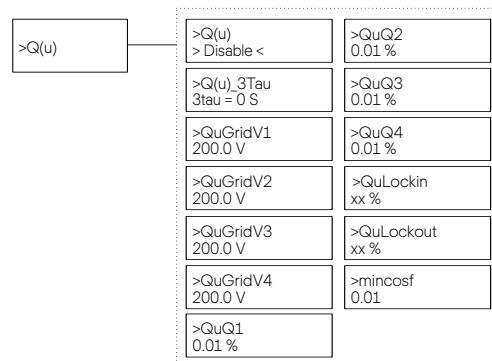 >Q(u)
>Q(u)
> Disable <
>Q(u)_3Tau
3tau = 0 S
>QuGridV1
200.0 V
>QuGridV2
200.0 V
>QuGridV3
200.0 V
>QuGridV4
200.0 V
>QuQ1
0.01 %
>QuQ2
0.01 %
>QuQ3
0.01 %
>QuQ4
0.01 %
>QuLockin
xx %
>QuLockout
xx %
>mincosf
0.01